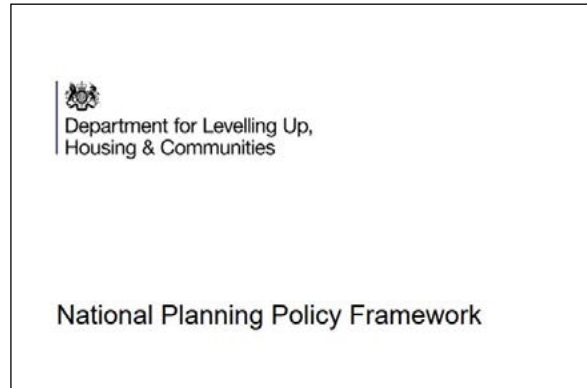 Department for Levelling Up,
Housing & Communities
National Planning Policy Framework